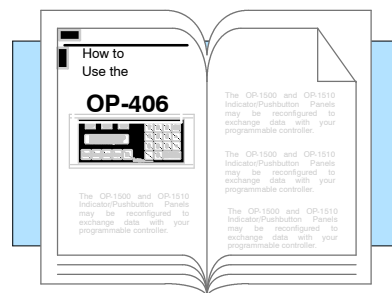 How to
Use the
OP-406
The OP-1500 and OP-1510
Indicator/Pushbutton Panels
may be reconfigured to
exchange data with your
programmable controller.
The OP-1500 and OP-1510
Indicator/Pushbutton Panels
may be reconfigured to
exchange data with your
programmable controller.
The OP-1500 and OP-1510
Indicator/Pushbutton Panels
may be reconfigured to
exchange data with your
programmable controller.
The OP-1500 and OP-1510
Indicator/Pushbutton Panels
may be reconfigured to
exchange data with your
programmable controller.